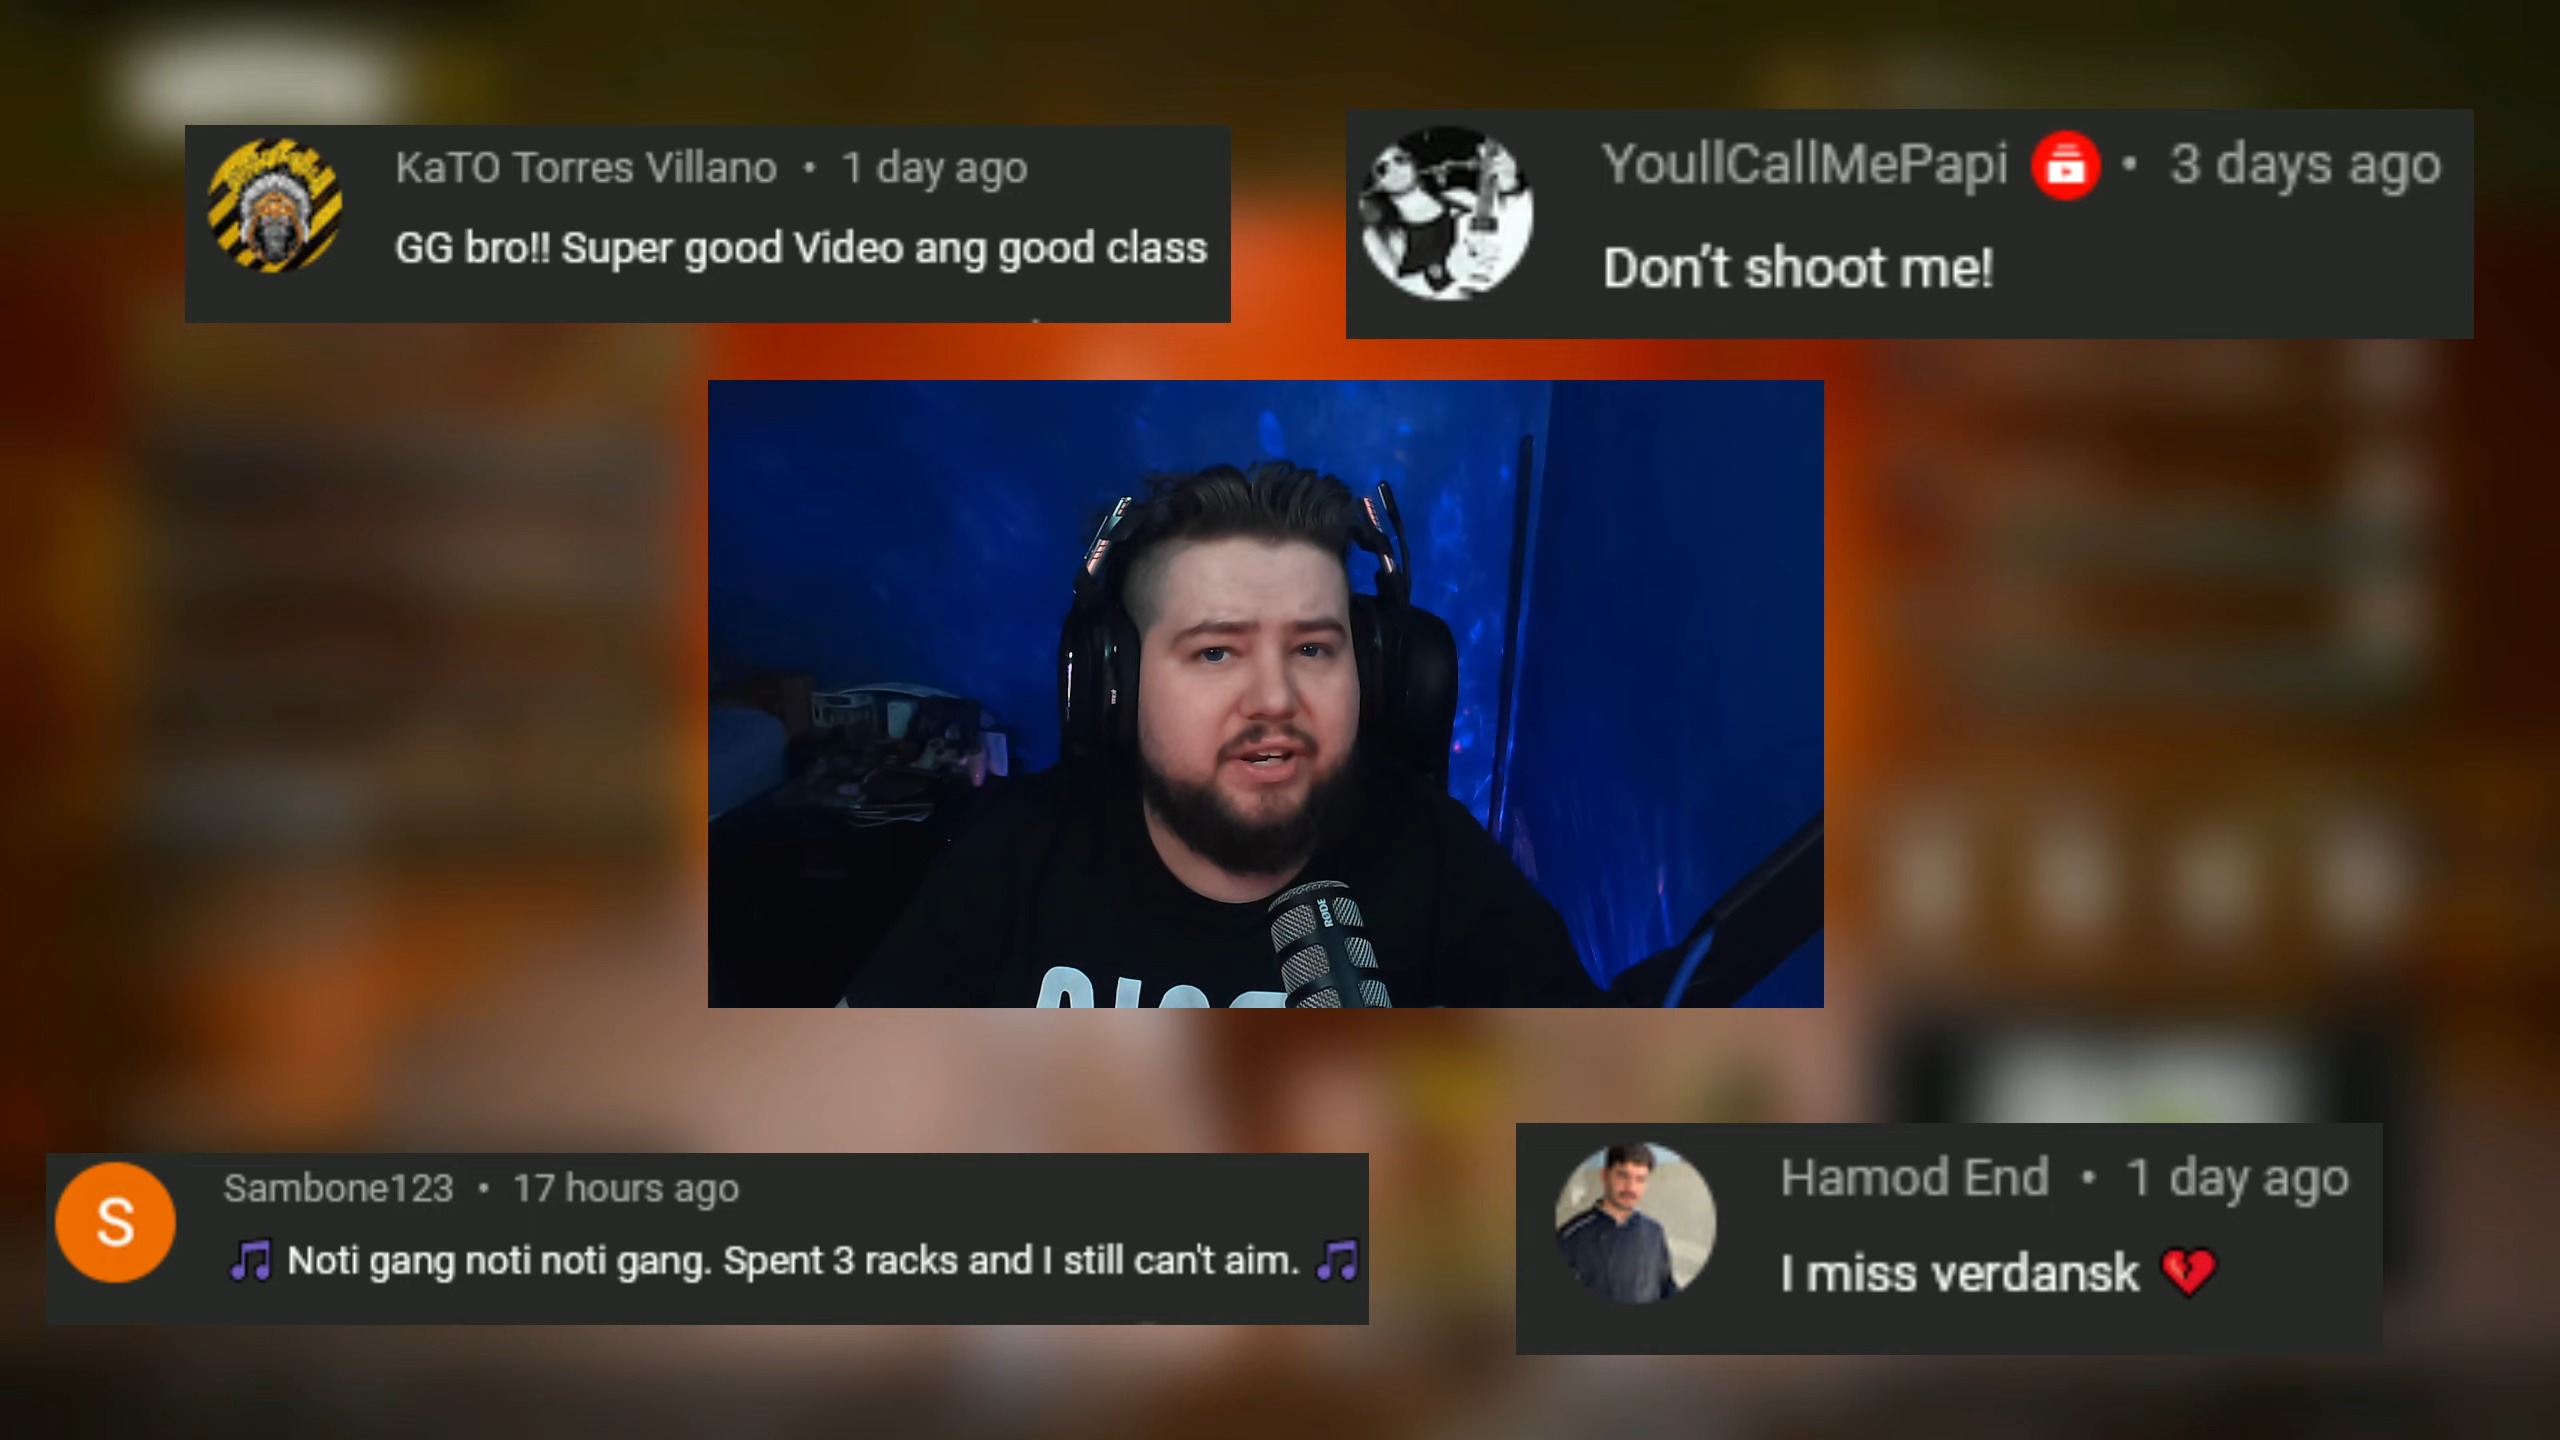 KaTO Torres Villano • 1 day ago
GG bro!! Super good Video ang good class
YoullCallMePapi • 3 days ago
Don’t shoot me!
RØDE
S
Sambone123 • 17 hours ago
🎵 Noti gang noti noti gang. Spent 3 racks and I still can't aim. 🎵
Hamod End • 1 day ago
I miss verdansk 💔